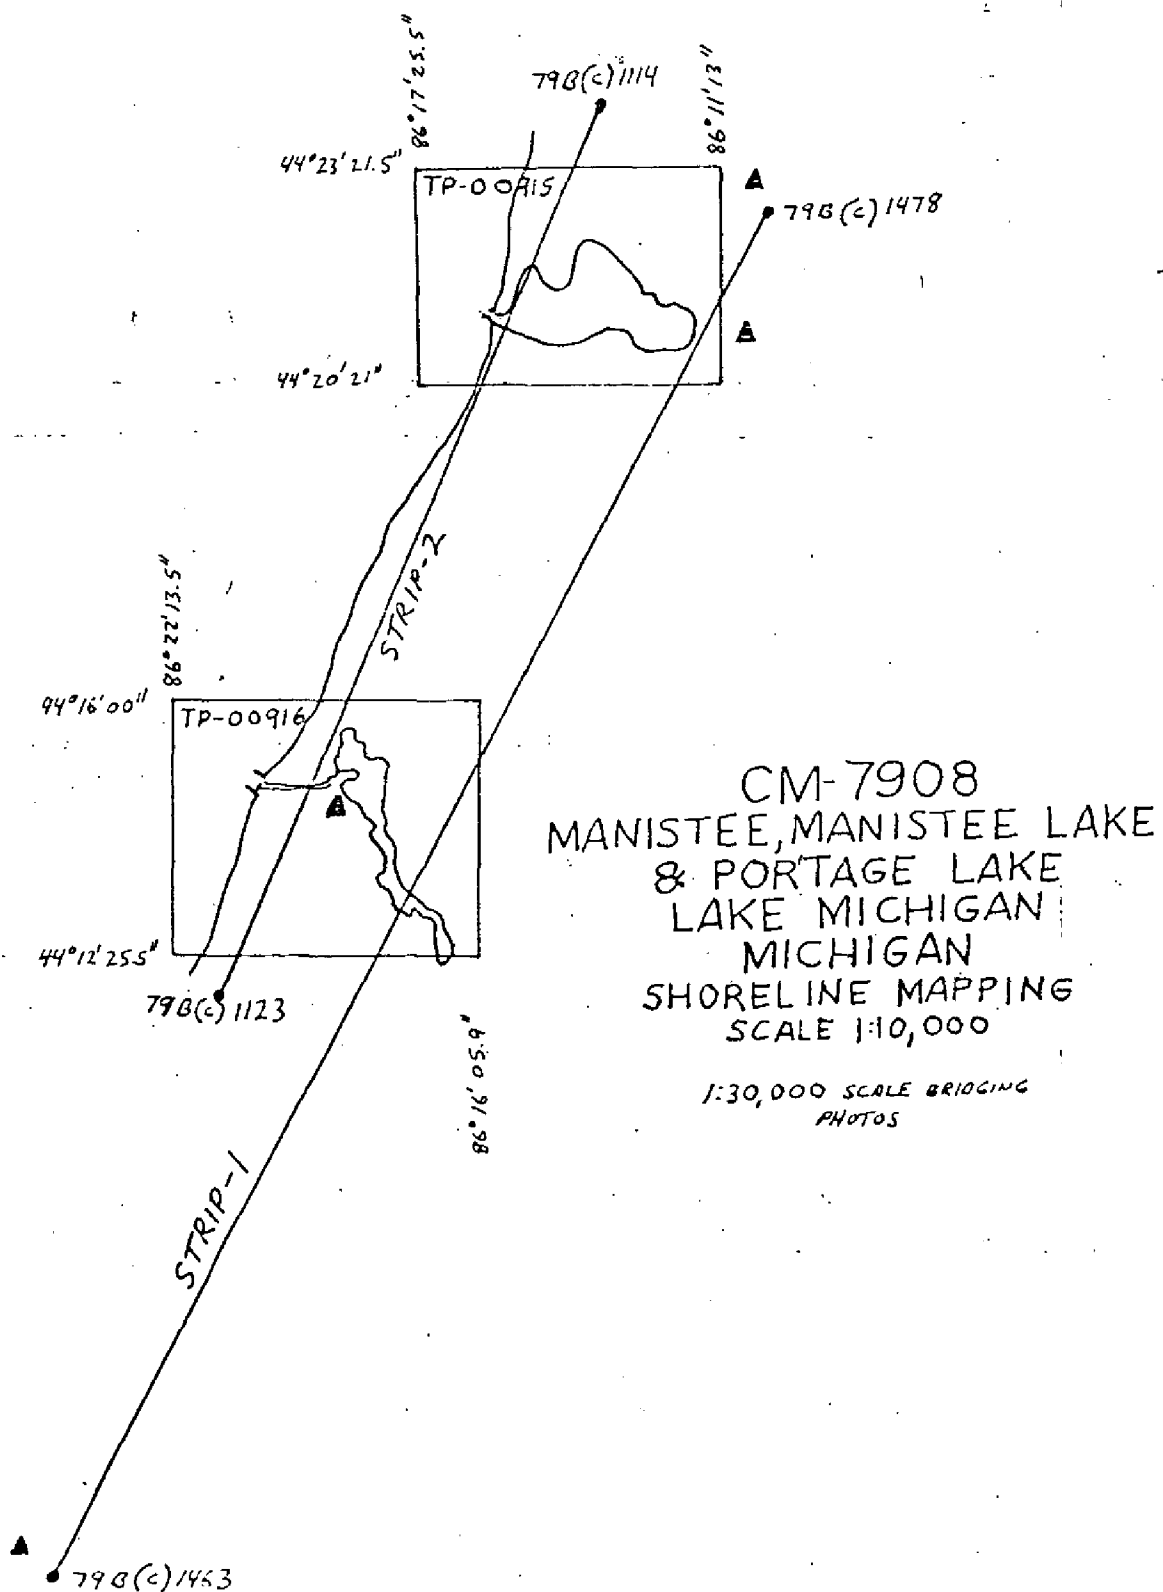 86°17'25.5"
79B(c)1114
86°11'13"
44°23'21.5"
TP-00915
79B(c)1478
44°20'21"
STRIP-2
86°22'13.5"
94°16'00"
TP-00916
CM-7908
MANISTEE, MANISTEE LAKE
& PORTAGE LAKE
LAKE MICHIGAN
MICHIGAN
SHORELINE MAPPING
SCALE 1:10,000
44°12'25.5"
79B(c) 1123
86°16'05.9"
1:30,000 SCALE BRIDGING
PHOTOS
STRIP-1